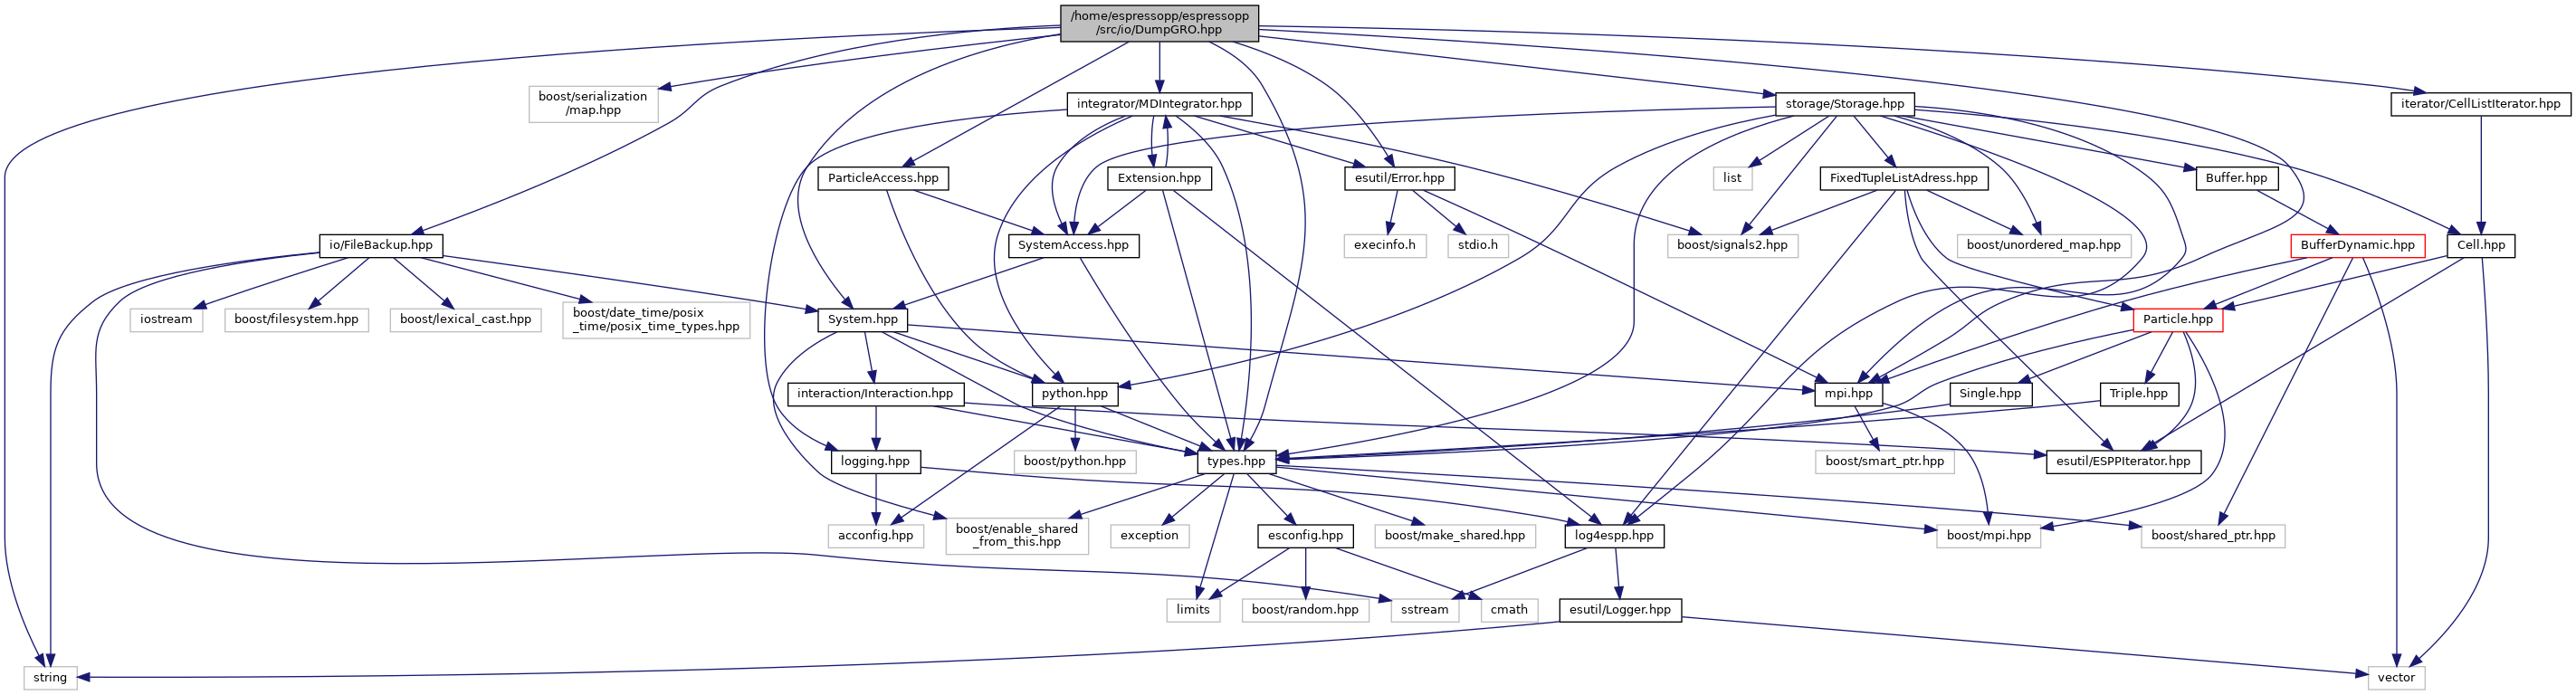 /home/espressopp/espressopp
/src/io/DumpGRO.hpp
boost/serialization
/map.hpp
integrator/MDIntegrator.hpp
storage/Storage.hpp
iterator/CellListIterator.hpp
ParticleAccess.hpp
Extension.hpp
esutil/Error.hpp
list
FixedTupleListAdress.hpp
Buffer.hpp
io/FileBackup.hpp
SystemAccess.hpp
execinfo.h
stdio.h
boost/signals2.hpp
boost/unordered_map.hpp
BufferDynamic.hpp
Cell.hpp
iostream
boost/filesystem.hpp
boost/lexical_cast.hpp
boost/date_time/posix
_time/posix_time_types.hpp
System.hpp
Particle.hpp
interaction/Interaction.hpp
python.hpp
mpi.hpp
Single.hpp
Triple.hpp
logging.hpp
boost/python.hpp
types.hpp
boost/smart_ptr.hpp
esutil/ESPPIterator.hpp
acconfig.hpp
boost/enable_shared
_from_this.hpp
exception
esconfig.hpp
boost/make_shared.hpp
log4espp.hpp
boost/mpi.hpp
boost/shared_ptr.hpp
limits
boost/random.hpp
sstream
cmath
esutil/Logger.hpp
string
vector